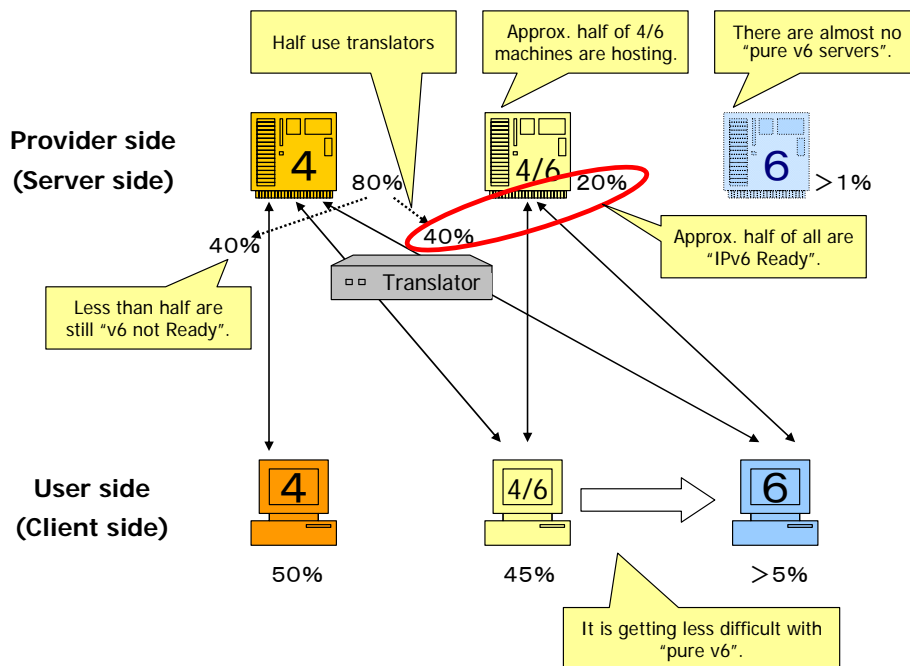 Half use translators
Approx. half of 4/6
machines are hosting.
There are almost no
“pure v6 servers”.
Provider side
(Server side)
4
4/6
6
80%
20%
>1%
40%
40%
Approx. half of all are
“IPv6 Ready”.
Translator
Less than half are
still “v6 not Ready”.
User side
(Client side)
4
4/6
6
50%
45%
>5%
It is getting less difficult with
“pure v6”.